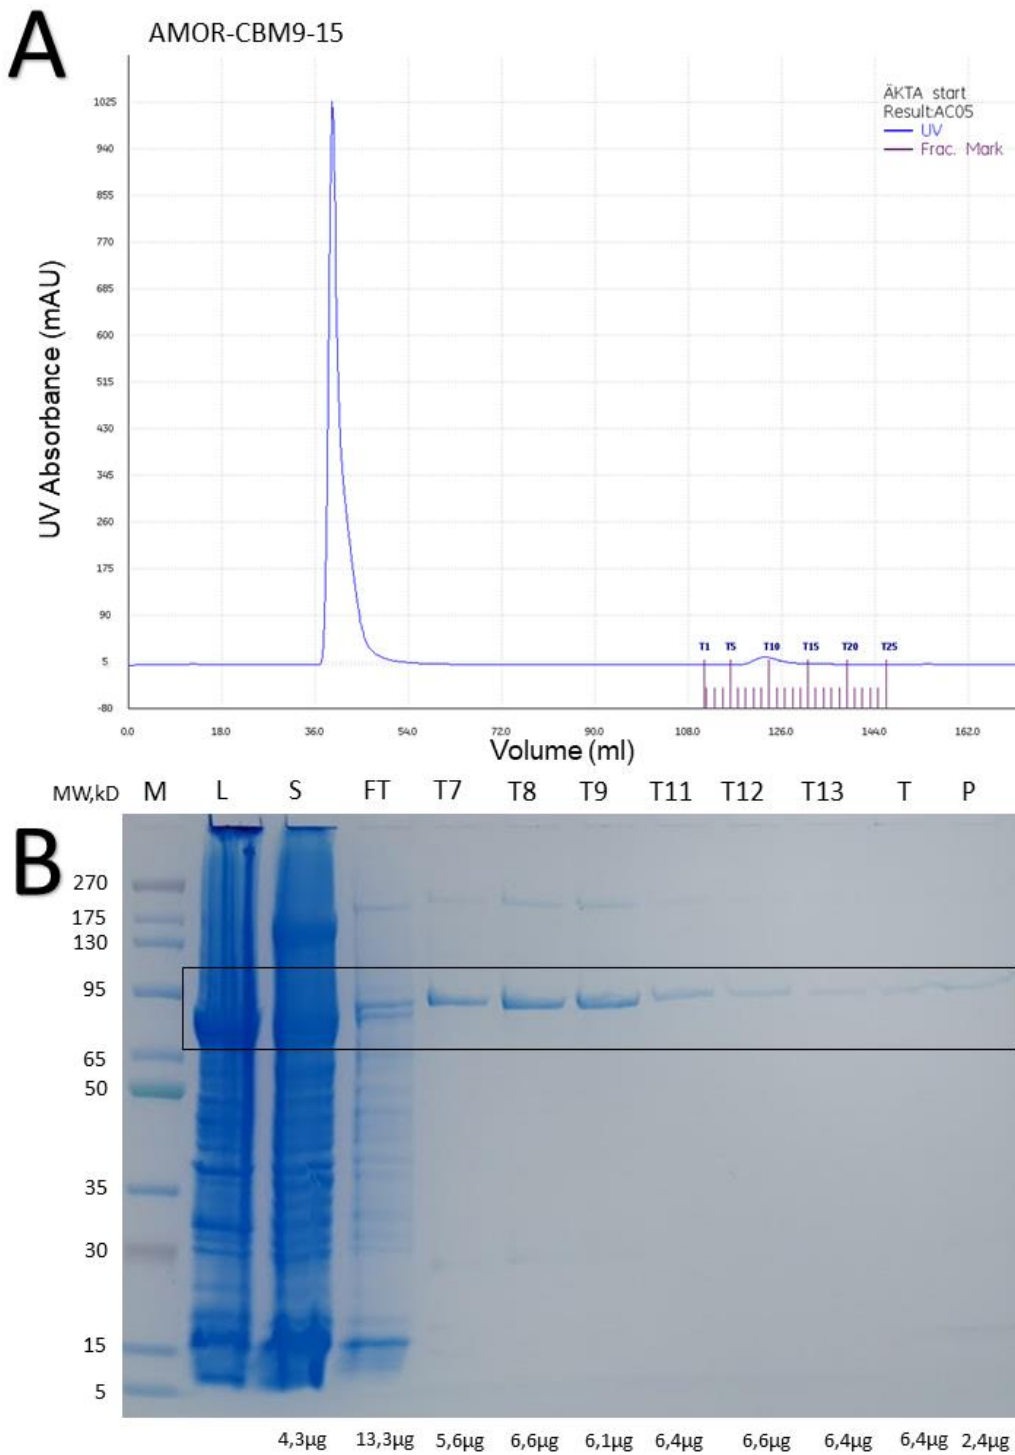 A
AMOR-CBM9-15
ÄKTA start
Result:AC05
UV
Frac. Mark
1025
940
855
770
685
600
515
430
345
260
175
90
5
-80
UV Absorbance (mAU)
T1 T5 T10 T15 T20 T25
0.0 18.0 36.0 54.0 72.0 90.0 108.0 126.0 144.0 162.0
Volume (ml)
MW,kD M L S FT T7 T8 T9 T11 T12 T13 T P
B
270
175
130
95
65
50
35
30
15
5
4,3µg 13,3µg 5,6µg 6,6µg 6,1µg 6,4µg 6,6µg 6,4µg 6,4µg 2,4µg